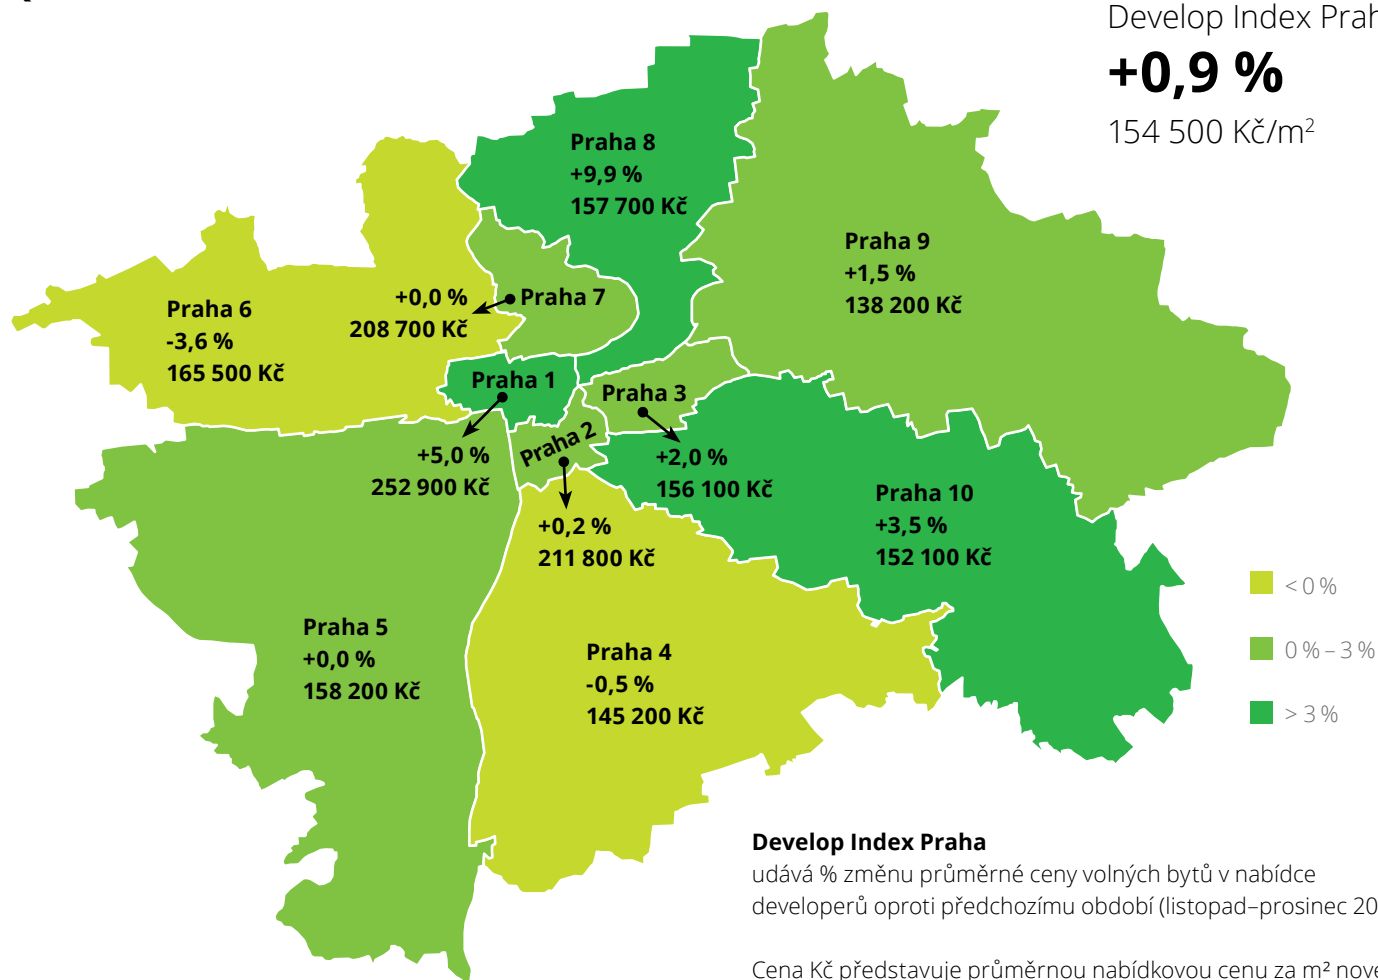 Develop Index Prah
+0,9 %
154 500 Kč/m²
Praha 8
+9,9 %
157 700 Kč
Praha 9
+1,5 %
138 200 Kč
Praha 6
-3,6 %
165 500 Kč
Praha 7
+0,0 %
208 700 Kč
Praha 1
+5,0 %
252 900 Kč
Praha 3
+2,0 %
156 100 Kč
Praha 2
+0,2 %
211 800 Kč
Praha 10
+3,5 %
152 100 Kč
Praha 5
+0,0 %
158 200 Kč
Praha 4
-0,5 %
145 200 Kč
< 0 %
0 % – 3 %
> 3 %
Develop Index Praha
udává % změnu průměrné ceny volných bytů v nabídce
developerů oproti předchozímu období (listopad–prosinec 20
Cena Kč představuje průměrnou nabídkovou cenu za m² nově